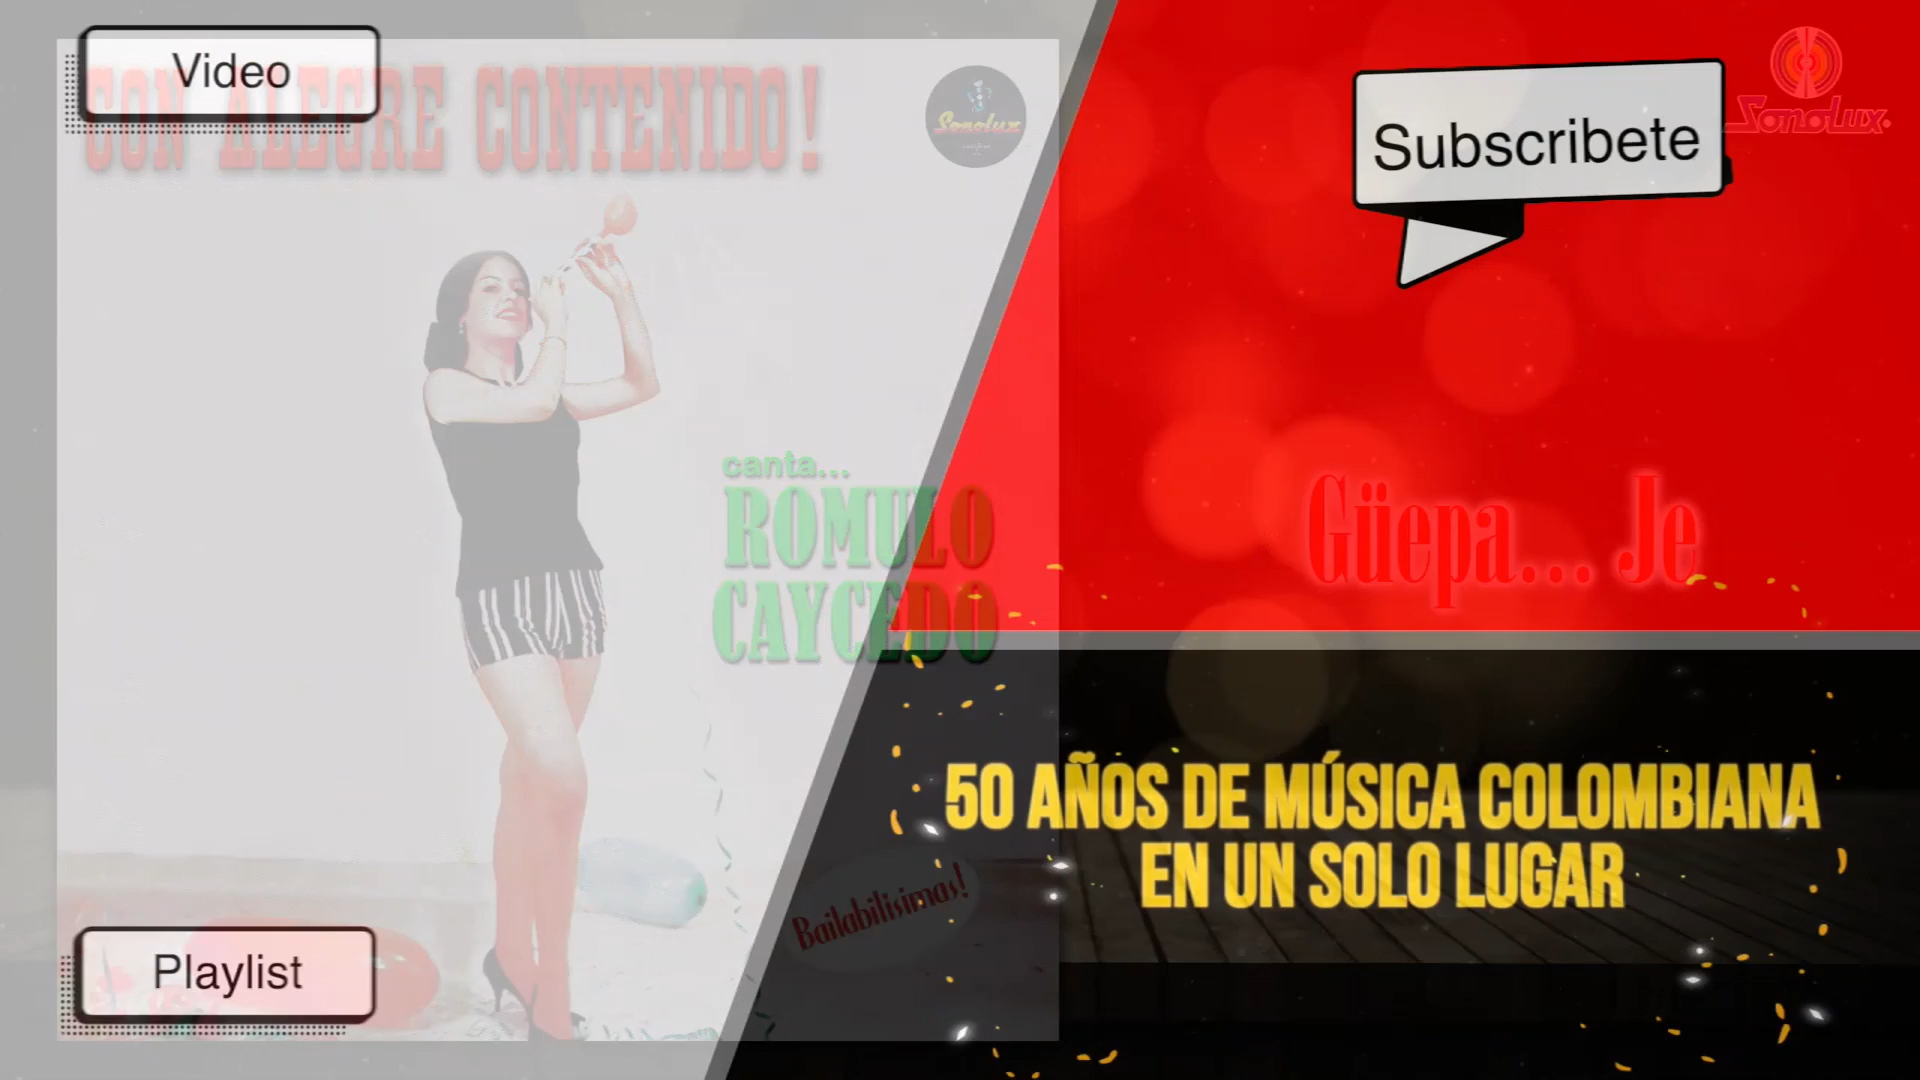 Video
CON ALEGRE CONTENIDO!
Sonolux
Subscribete
Sonolux
canta...
ROMULO
CAYCEDO
Güepa... Je
50 AÑOS DE MÚSICA COLOMBIANA
EN UN SOLO LUGAR
Bailabilisimas!
Playlist